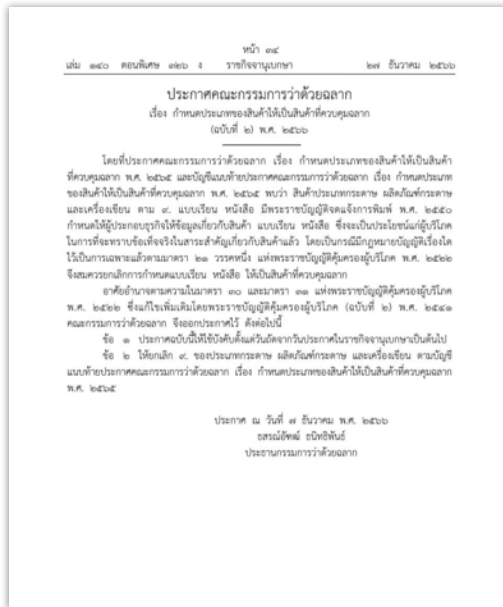 หน้า ๓๔
เล่ม ๑๔๐ ตอนพิเศษ ๓๒๖ ง ราชกิจจานุเบกษา ๒๗ ธันวาคม ๒๕๖๖
ประกาศคณะกรรมการว่าด้วยฉลาก
เรื่อง กำหนดประเภทของสินค้าให้เป็นสินค้าที่ควบคุมฉลาก
(ฉบับที่ ๒) พ.ศ. ๒๕๖๖
โดยที่ประกาศคณะกรรมการว่าด้วยฉลาก เรื่อง กำหนดประเภทของสินค้าให้เป็นสินค้า
ที่ควบคุมฉลาก พ.ศ. ๒๕๖๕ และบัญชีแนบท้ายประกาศคณะกรรมการว่าด้วยฉลาก เรื่อง กำหนดประเภท
ของสินค้าให้เป็นสินค้าที่ควบคุมฉลาก พ.ศ. ๒๕๖๕ พบว่า สินค้าประเภทกระดาษ ผลิตภัณฑ์กระดาษ
และเครื่องเขียน ตาม ๙. แบบเรียน หนังสือ มีพระราชบัญญัติจดแจ้งการพิมพ์ พ.ศ. ๒๕๕๐
กำหนดให้ผู้ประกอบธุรกิจให้ข้อมูลเกี่ยวกับสินค้า แบบเรียน หนังสือ ซึ่งจะเป็นประโยชน์แก่ผู้บริโภค
ในการที่จะทราบข้อเท็จจริงในสาระสำคัญเกี่ยวกับสินค้าแล้ว โดยเป็นกรณีมีกฎหมายบัญญัติเรื่องใด
ไว้เป็นการเฉพาะแล้วตามมาตรา ๒๑ วรรคหนึ่ง แห่งพระราชบัญญัติคุ้มครองผู้บริโภค พ.ศ. ๒๕๒๒
จึงสมควรยกเลิกการกำหนดแบบเรียน หนังสือ ให้เป็นสินค้าที่ควบคุมฉลาก
อาศัยอำนาจตามความในมาตรา ๓๐ และมาตรา ๓๑ แห่งพระราชบัญญัติคุ้มครองผู้บริโภค
พ.ศ. ๒๕๒๒ ซึ่งแก้ไขเพิ่มเติมโดยพระราชบัญญัติคุ้มครองผู้บริโภค (ฉบับที่ ๒) พ.ศ. ๒๕๔๑
คณะกรรมการว่าด้วยฉลาก จึงออกประกาศไว้ ดังต่อไปนี้
ข้อ ๑ ประกาศฉบับนี้ให้ใช้บังคับตั้งแต่วันถัดจากวันประกาศในราชกิจจานุเบกษาเป็นต้นไป
ข้อ ๒ ให้ยกเลิก ๙. ของประเภทกระดาษ ผลิตภัณฑ์กระดาษ และเครื่องเขียน ตามบัญชี
แนบท้ายประกาศคณะกรรมการว่าด้วยฉลาก เรื่อง กำหนดประเภทของสินค้าให้เป็นสินค้าที่ควบคุมฉลาก
พ.ศ. ๒๕๖๕
ประกาศ ณ วันที่ ๗ ธันวาคม พ.ศ. ๒๕๖๖
ธสรณ์อัฑฒ์ ธนิทธิพันธ์
ประธานกรรมการว่าด้วยฉลาก